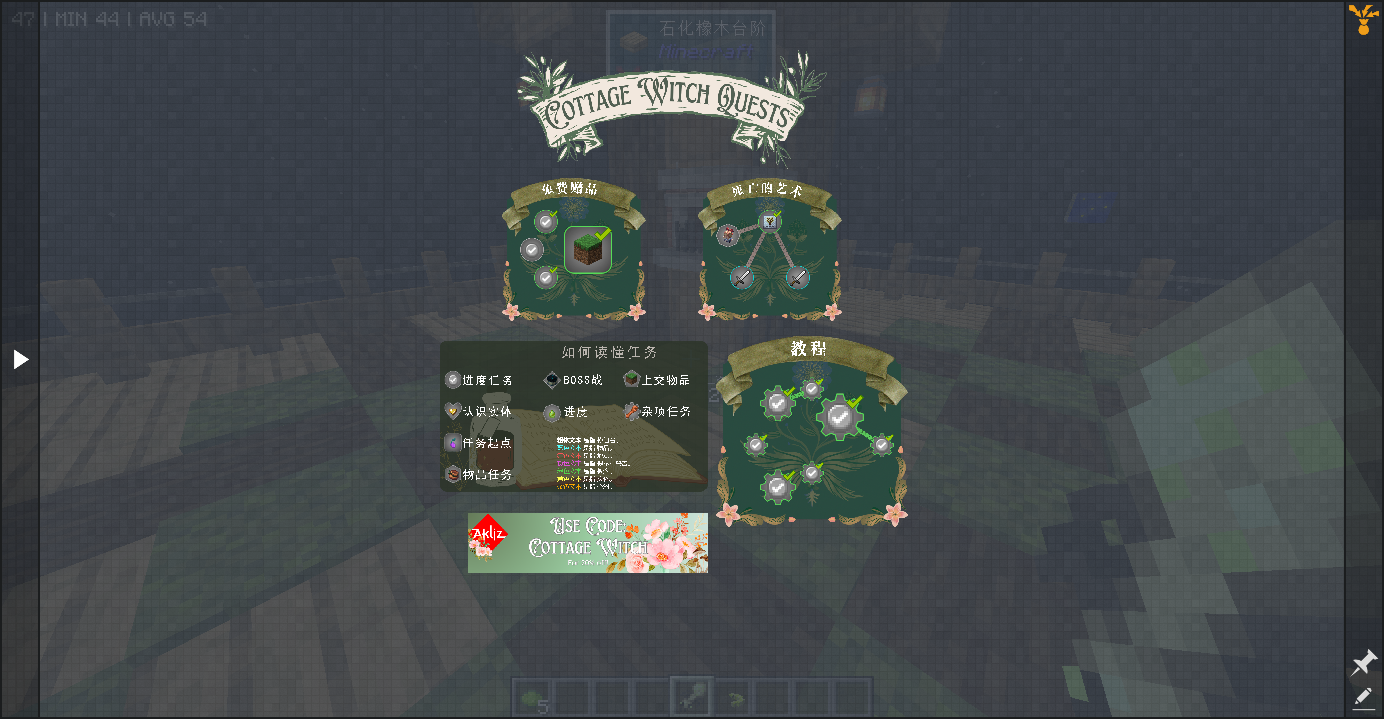 47 | MIN 44 | AVG 54
石化橡木台阶
Minecraft
COTTAGE WITCH QUESTS
免费赠品
死亡的艺术
如何读懂任务
进度任务
BOSS战
上交物品
认识实体
进度
杂项任务
任务起点
物品任务
教程
Akliz
USE CODE:
COTTAGE WITCH
5